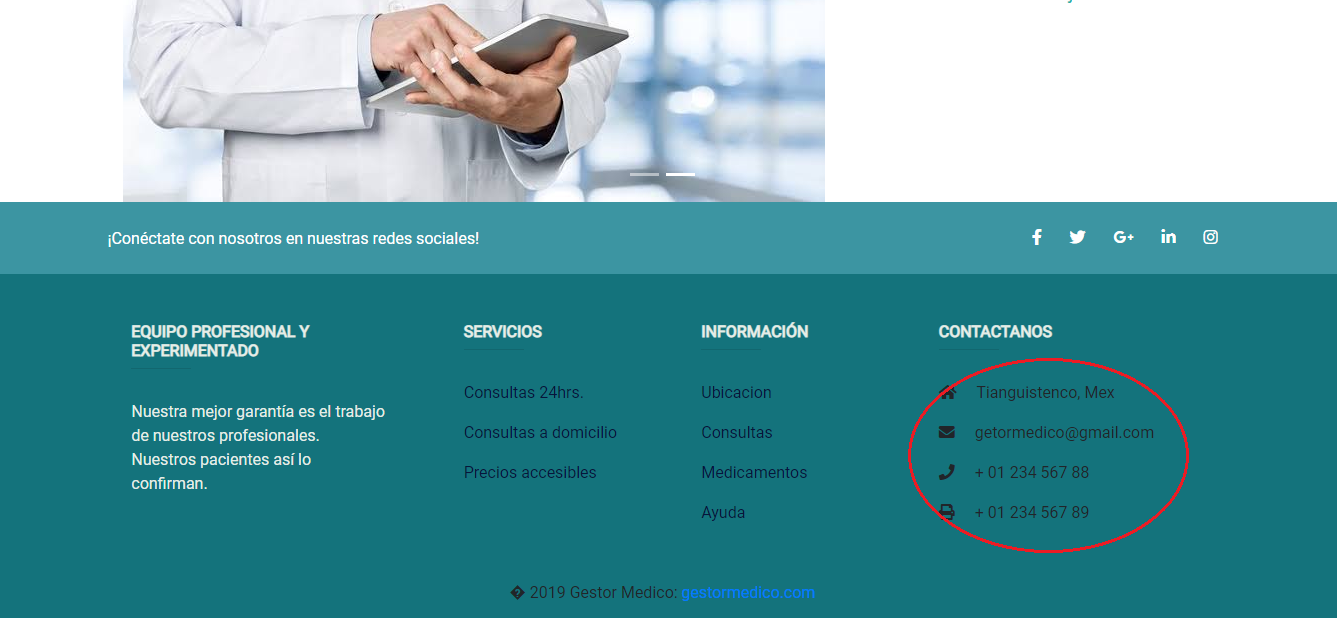 ¡Conéctate con nosotros en nuestras redes sociales!
EQUIPO PROFESIONAL Y
EXPERIMENTADO
Nuestra mejor garantía es el trabajo
de nuestros profesionales.
Nuestros pacientes así lo
confirman.
SERVICIOS
Consultas 24hrs.
Consultas a domicilio
Precios accesibles
INFORMACIÓN
Ubicacion
Consultas
Medicamentos
Ayuda
CONTACTANOS
Tianguistenco, Mex
getormedico@gmail.com
+ 01 234 567 88
+ 01 234 567 89
� 2019 Gestor Medico: gestormedico.com